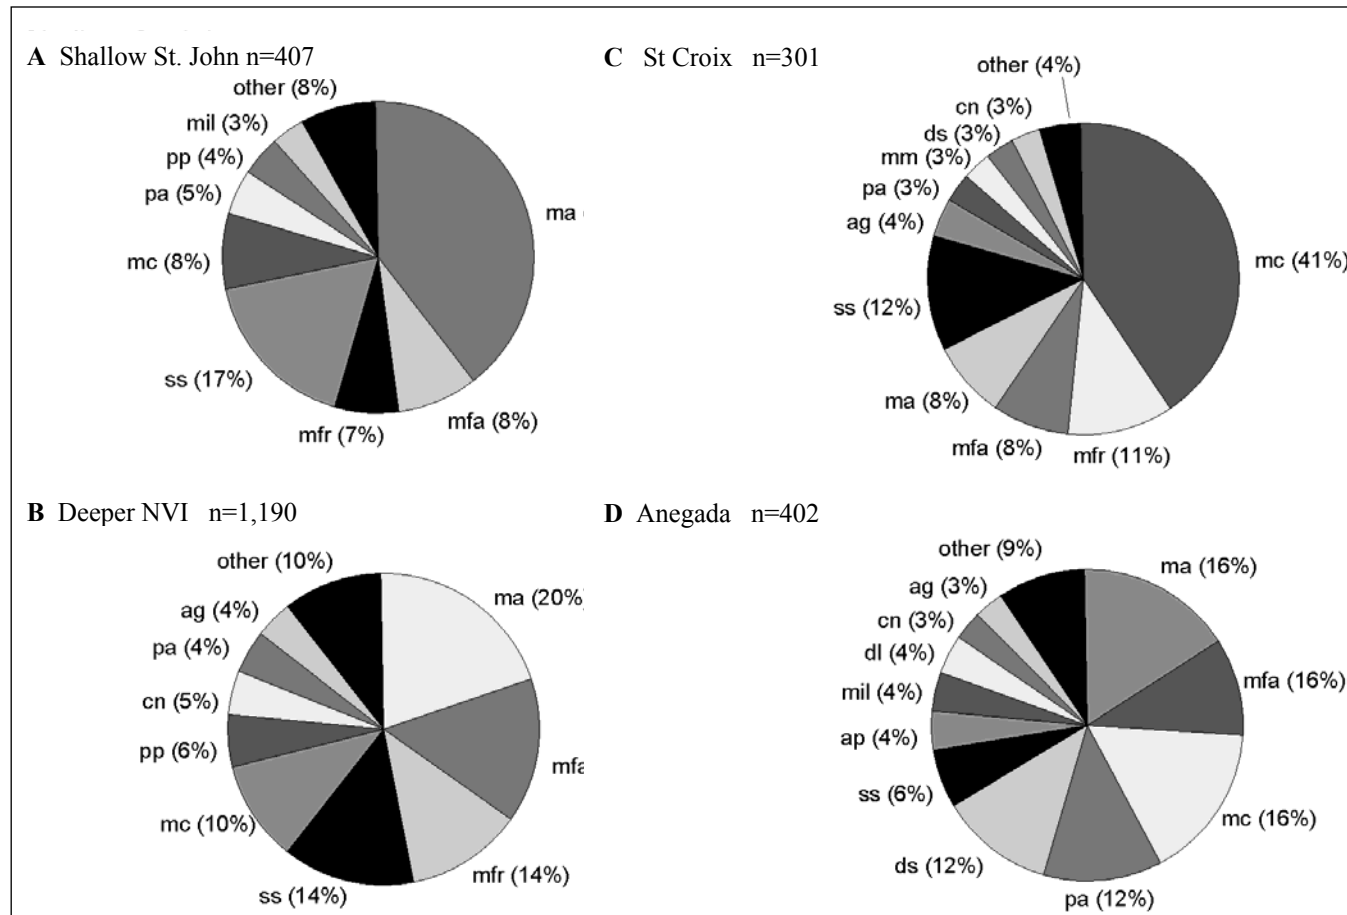 A Shallow St. John n=407
other (8%)
mil (3%)
pp (4%)
pa (5%)
mc (8%)
ss (17%)
mfr (7%)
mfa (8%)
ma (
C St Croix n=301
other (4%)
cn (3%)
ds (3%)
mm (3%)
pa (3%)
ag (4%)
ss (12%)
ma (8%)
mfa (8%)
mfr (11%)
mc (41%)
B Deeper NVI n=1,190
other (10%)
ag (4%)
pa (4%)
cn (5%)
pp (6%)
mc (10%)
ss (14%)
mfr (14%)
mfa
ma (20%)
D Anegada n=402
other (9%)
ag (3%)
cn (3%)
dl (4%)
mil (4%)
ap (4%)
ss (6%)
ds (12%)
pa (12%)
mc (16%)
mfa (16%)
ma (16%)